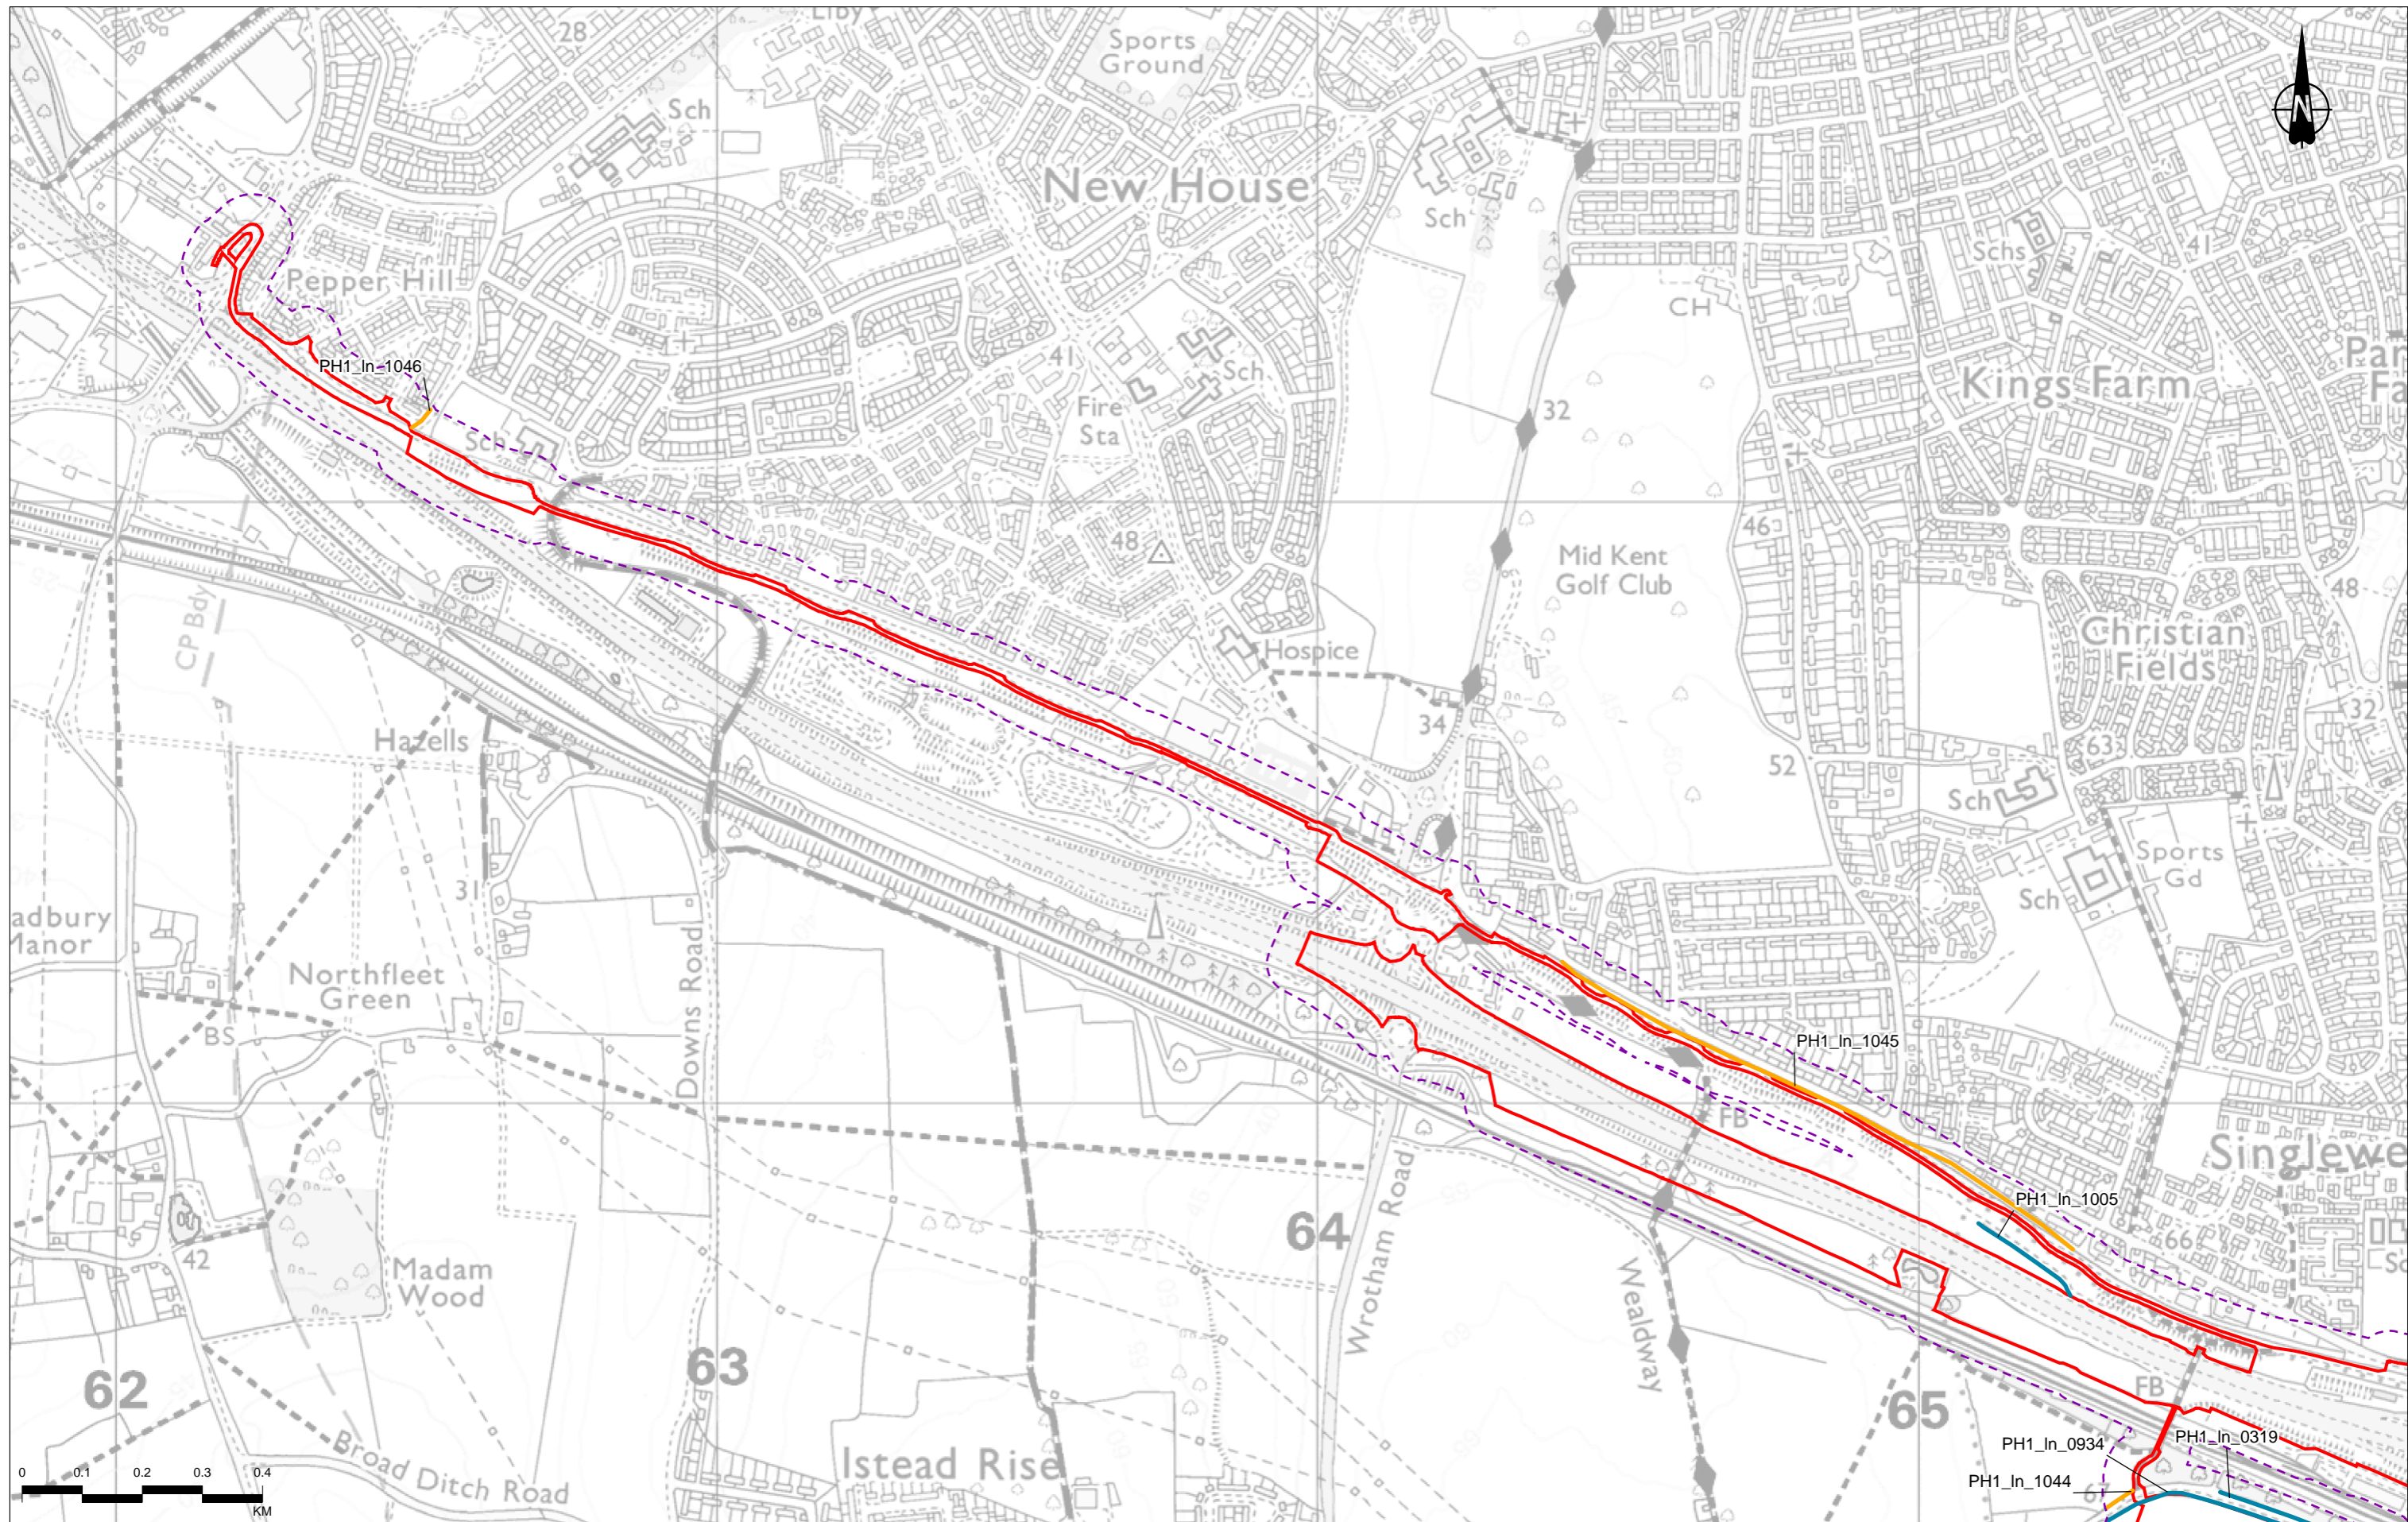 28
Sports
Ground
Sch
New House
Sch
N
41
Schs
Pepper Hill
CH
PH1_ln_1046
41
Sch
Kings Farm
Fire
Sta
32
Sch
48
46
Mid Kent
Golf Club
48
CP Bdy
Christian
Fields
Hospice
34
32
Hazells
63
52
Sch
31
Sports
Gd
Sch
Northfleet
Green
BS
Downs Road
PH1_ln_1045
FB
PH1_ln_1005
42
66
64
Madam
Wood
Wrotham Road
Wealdway
62
63
65
FB
PH1_ln_0934
PH1_ln_0319
PH1_ln_1044
67
Istead Rise
Broad Ditch Road
0 0.1 0.2 0.3 0.4
KM